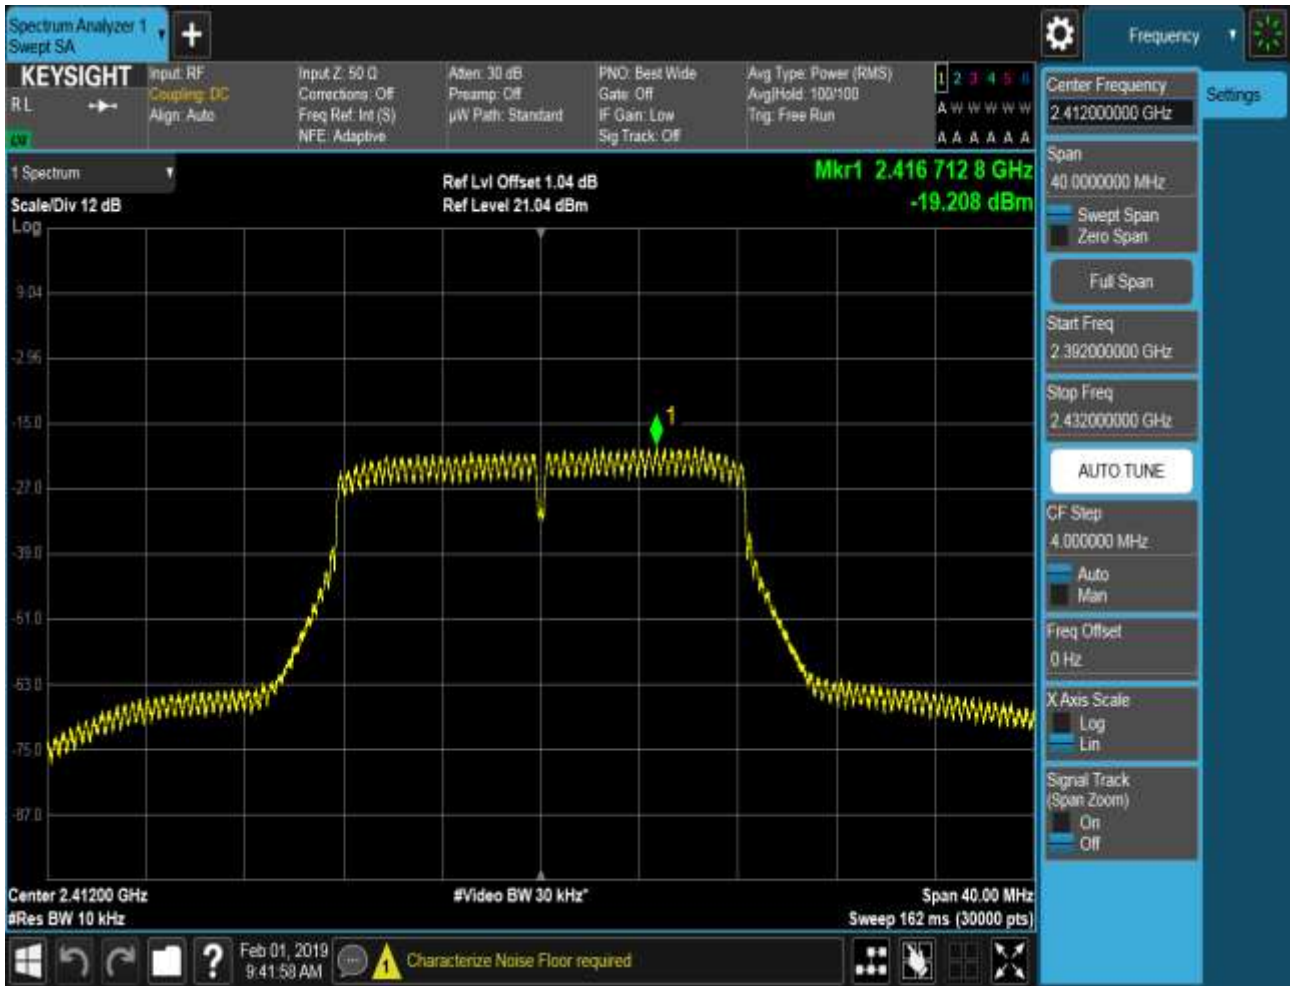 Spectrum Analyzer 1
Swept SA
+
Frequency
KEYSIGHT
RL
Input: RF
Coupling: DC
Align: Auto
Input Z: 50 Ω
Corrections: Off
Freq Ref: Int (S)
NFE: Adaptive
Atten: 30 dB
Preamp: Off
µW Path: Standard
PNO: Best Wide
Gate: Off
IF Gain: Low
Sig Track: Off
Avg Type: Power (RMS)
Avg|Hold: 100/100
Trig: Free Run
1 2 3 4 5 6
A W W W W W
A A A A A A
1 Spectrum
Scale/Div 12 dB
Log
Ref Lvl Offset 1.04 dB
Ref Level 21.04 dBm
Mkr1 2.416 712 8 GHz
-19.208 dBm
9.04
-2.96
-15.0
-27.0
-39.0
-51.0
-63.0
-75.0
-87.0
1
Center 2.41200 GHz
#Res BW 10 kHz
#Video BW 30 kHz*
Span 40.00 MHz
Sweep 162 ms (30000 pts)
Center Frequency
2.412000000 GHz
Settings
Span
40.0000000 MHz
Swept Span
Zero Span
Full Span
Start Freq
2.392000000 GHz
Stop Freq
2.432000000 GHz
AUTO TUNE
CF Step
4.000000 MHz
Auto
Man
Freq Offset
0 Hz
X Axis Scale
Log
Lin
Signal Track
(Span Zoom)
On
Off
?
Feb 01, 2019
9:41:58 AM
1
Characterize Noise Floor required